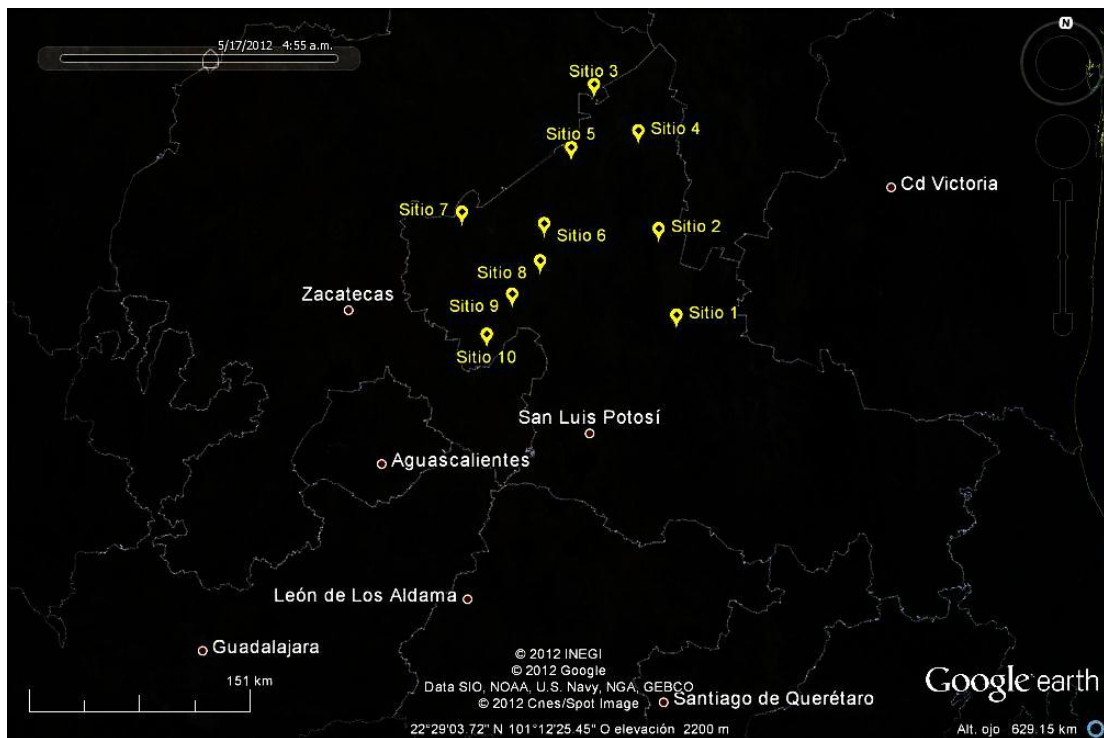 5/17/2012 4:55 a.m.
N
Sitio 3
Sitio 4
Sitio 5
Cd Victoria
Sitio 7
Sitio 2
Sitio 6
Sitio 8
Zacatecas
Sitio 9
Sitio 1
Sitio 10
San Luis Potosí
Aguascalientes
León de Los Aldama
Guadalajara
© 2012 INEGI
© 2012 Google
Data SIO, NOAA, U.S. Navy, NGA, GEBCO
© 2012 Cnes/Spot Image
151 km
Google earth
Santiago de Querétaro
22°29'03.72" N 101°12'25.45" O elevación 2200 m
Alt. ojo 629.15 km